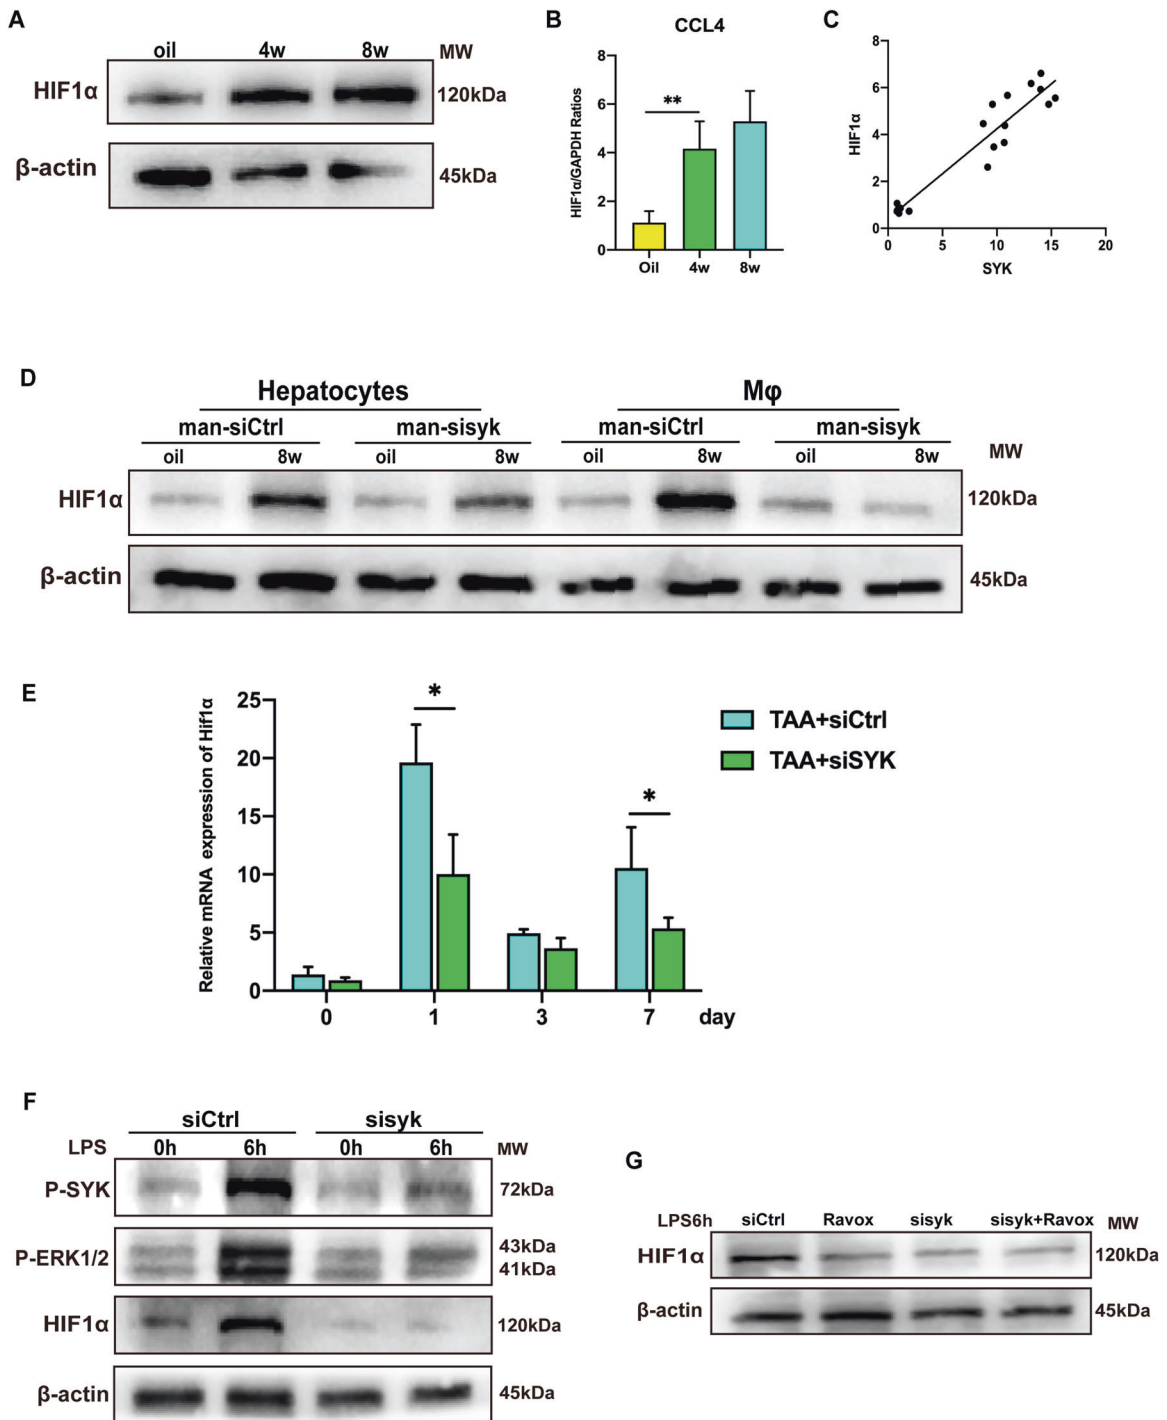 A
oil 4w 8w MW
HIF1α 120kDa
β-actin 45kDa
B
CCL4
HIF1α/GAPDH Ratios
8
6
4
2
0
**
Oil 4w 8w
C
HIF1α
8
6
4
2
0
0 5 10 15 20
SYK
D
Hepatocytes Mφ
man-siCtrl man-sisyk man-siCtrl man-sisyk
oil 8w oil 8w oil 8w oil 8w MW
HIF1α 120kDa
β-actin 45kDa
E
Relative mRNA expression of Hif1α
25
20
15
10
5
0
* *
0 1 3 7 day
TAA+siCtrl
TAA+siSYK
F
siCtrl sisyk
LPS 0h 6h 0h 6h MW
P-SYK 72kDa
P-ERK1/2 43kDa
41kDa
HIF1α 120kDa
β-actin 45kDa
G
LPS6h siCtrl Ravox sisyk sisyk+Ravox MW
HIF1α 120kDa
β-actin 45kDa